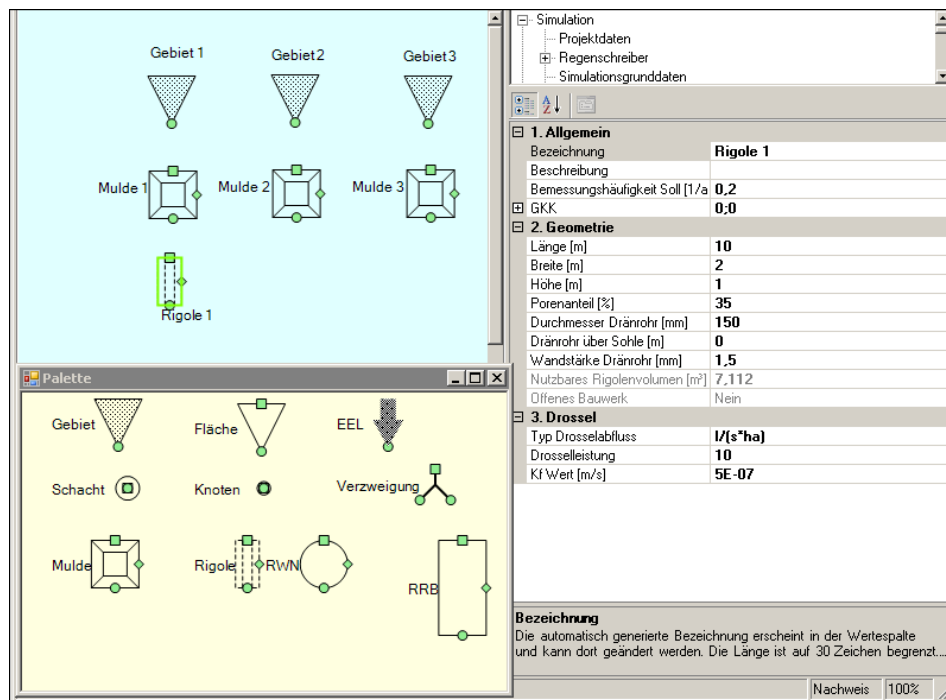 Gebiet 1
Gebiet2
Gebiet3
Mulde 1
Mulde 2
Mulde 3
Rigole 1
Palette
Gebiet
Fläche
EEL
Schacht
Knoten
Verzweigung
Mulde
Rigole
RWN
RRB
Simulation
Projektdaten
Regenschreiber
Simulationsgrunddaten
1. Allgemein
Bezeichnung Rigole 1
Beschreibung
Bemessungshäufigkeit Soll [1/a 0,2
GKK 0;0
2. Geometrie
Länge [m] 10
Breite [m] 2
Höhe [m] 1
Porenanteil [%] 35
Durchmesser Dränrohr [mm] 150
Dränrohr über Sohle [m] 0
Wandstärke Dränrohr [mm] 1,5
Nutzbares Rigolenvolumen [m³] 7,112
Offenes Bauwerk Nein
3. Drossel
Typ Drosselabfluss l/(s*ha)
Drosselleistung 10
Kf Wert [m/s] 5E-07
Bezeichnung
Die automatisch generierte Bezeichnung erscheint in der Wertespalte
und kann dort geändert werden. Die Länge ist auf 30 Zeichen begrenzt....
Nachweis 100%